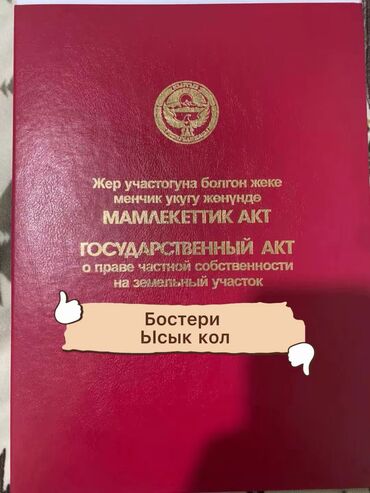 Жер участогуна болгон жеке
менчик укугу жөнүндө
МАМЛЕКЕТТИК АКТ
ГОСУДАРСТВЕННЫЙ АКТ
о праве частной собственности
на земельный участок
Бостери
Ысык кол